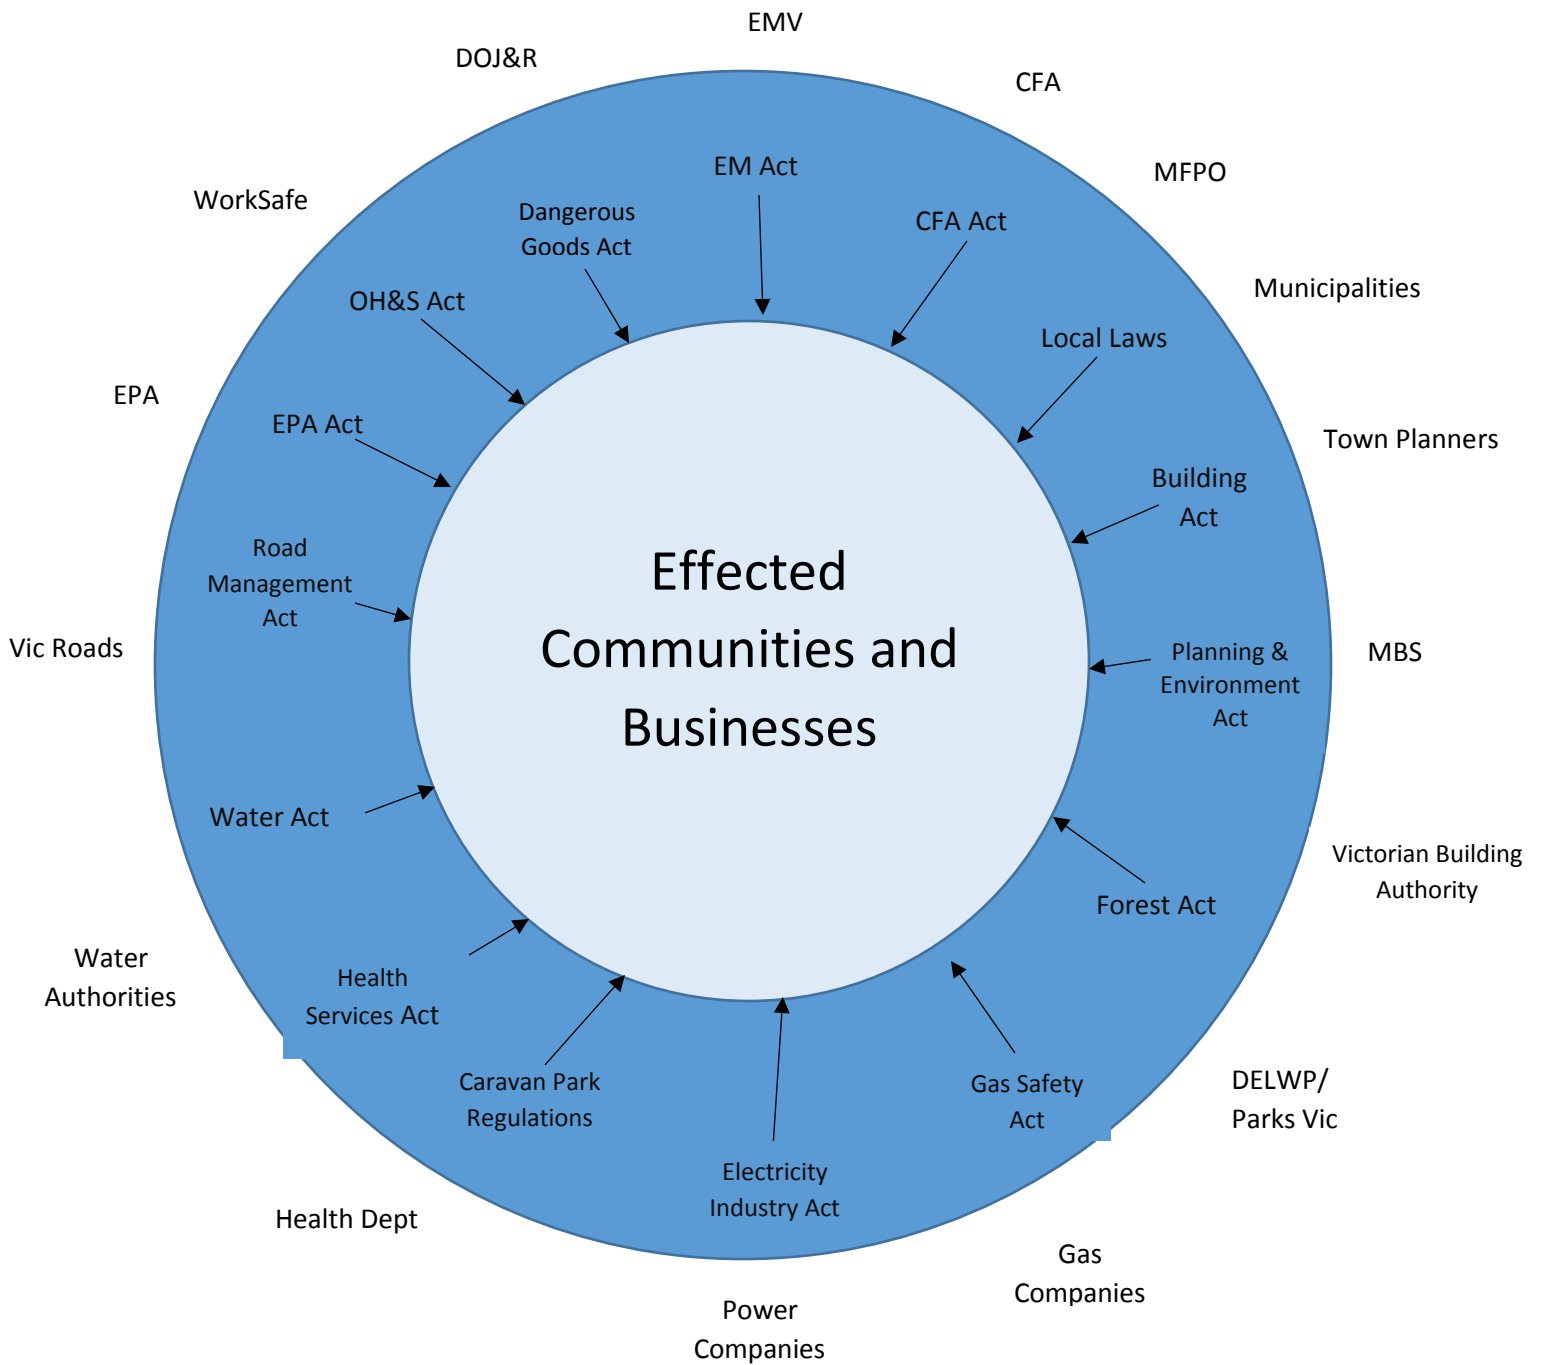 EMV
DOJ&R
CFA
MFPO
WorkSafe
Municipalities
EPA
Town Planners
Vic Roads
MBS
Victorian Building
Authority
Water
Authorities
DELWP/
Parks Vic
Health Dept
Gas
Companies
Power
Companies
EM Act
Dangerous
Goods Act
CFA Act
OH&S Act
Local Laws
EPA Act
Building
Act
Road
Management
Act
Planning &
Environment
Act
Water Act
Forest Act
Health
Services Act
Caravan Park
Regulations
Gas Safety
Act
Electricity
Industry Act
Effected
Communities and
Businesses